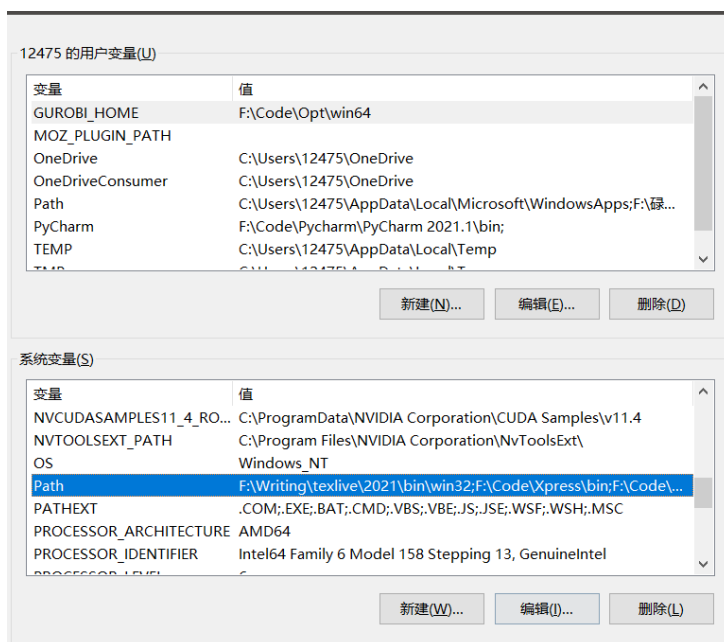 12475 的用户变量(U)
变量 值
GUROBI_HOME F:\Code\Opt\win64
MOZ_PLUGIN_PATH
OneDrive C:\Users\12475\OneDrive
OneDriveConsumer C:\Users\12475\OneDrive
Path C:\Users\12475\AppData\Local\Microsoft\WindowsApps;F:\碌...
PyCharm F:\Code\Pycharm\PyCharm 2021.1\bin;
TEMP C:\Users\12475\AppData\Local\Temp
新建(N)... 编辑(E)... 删除(D)
系统变量(S)
变量 值
NVCUDASAMPLES11_4_RO... C:\ProgramData\NVIDIA Corporation\CUDA Samples\v11.4
NVTOOLSEXT_PATH C:\Program Files\NVIDIA Corporation\NvToolsExt\
OS Windows_NT
Path F:\Writing\texlive\2021\bin\win32;F:\Code\Xpress\bin;F:\Code\...
PATHEXT .COM;.EXE;.BAT;.CMD;.VBS;.VBE;.JS;.JSE;.WSF;.WSH;.MSC
PROCESSOR_ARCHITECTURE AMD64
PROCESSOR_IDENTIFIER Intel64 Family 6 Model 158 Stepping 13, GenuineIntel
新建(W)... 编辑(I)... 删除(L)